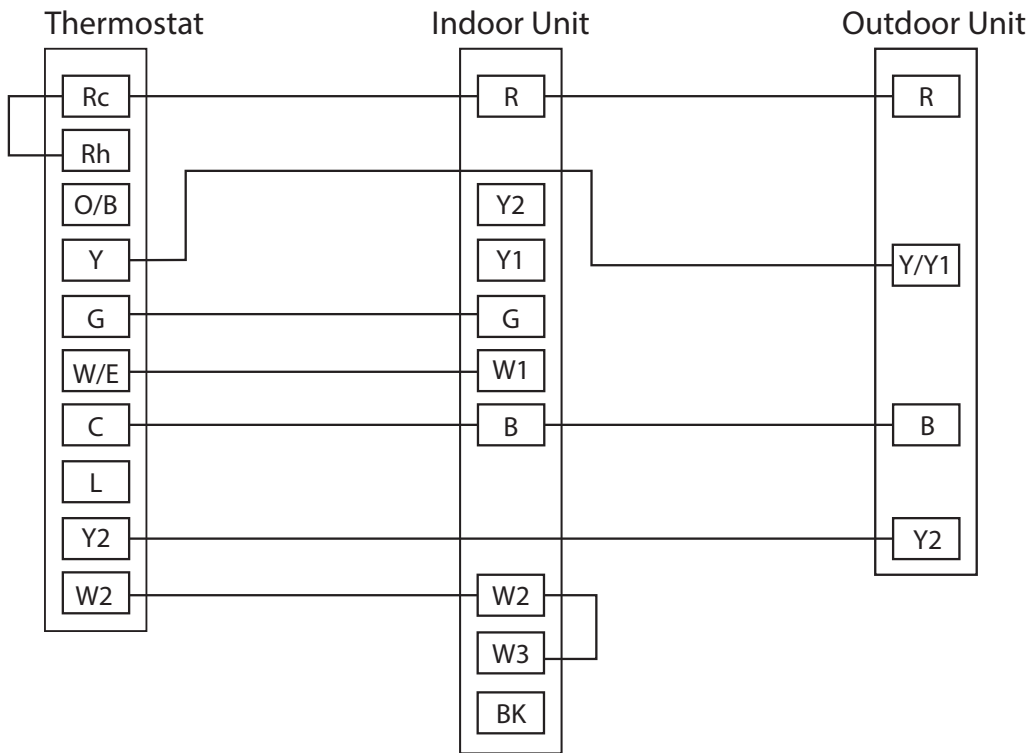 Thermostat
Rc
Rh
O/B
Y
G
W/E
C
L
Y2
W2
Indoor Unit
R
Y2
Y1
G
W1
B
W2
W3
BK
Outdoor Unit
R
Y/Y1
B
Y2